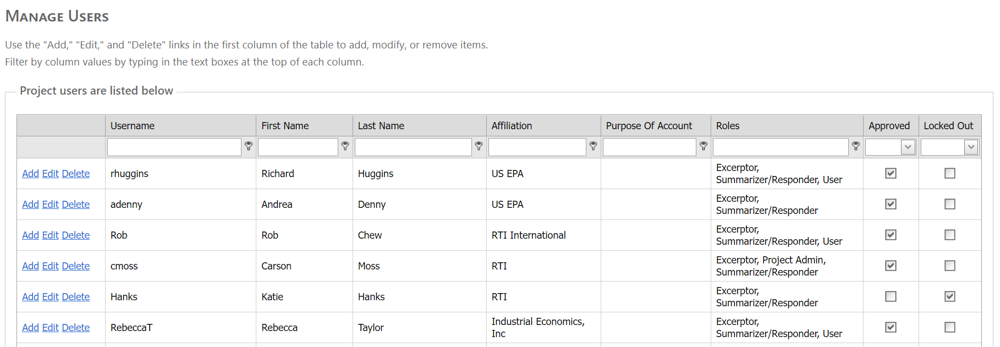 MANAGE USERS
Use the "Add," "Edit," and "Delete" links in the first column of the table to add, modify, or remove items.
Filter by column values by typing in the text boxes at the top of each column.
Project users are listed below
Username First Name Last Name Affiliation Purpose Of Account Roles Approved Locked Out
Add Edit Delete rhuggins Richard Huggins US EPA Excerptor,
Summarizer/Responder, User
Add Edit Delete adenny Andrea Denny US EPA Excerptor,
Summarizer/Responder
Add Edit Delete Rob Rob Chew RTI International Excerptor,
Summarizer/Responder, User
Add Edit Delete cmoss Carson Moss RTI Excerptor, Project Admin,
Summarizer/Responder
Add Edit Delete Hanks Katie Hanks RTI Excerptor,
Summarizer/Responder
Add Edit Delete RebeccaT Rebecca Taylor Industrial Economics, Excerptor,
Inc Summarizer/Responder, User